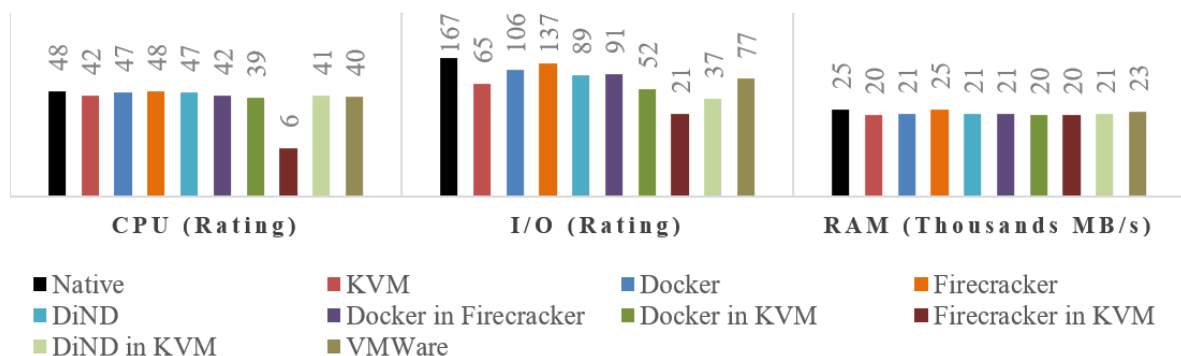 48 42 47 48 47 42 39 6 41 40
167 65 106 137 89 91 52 21 37 77
25 20 21 25 21 21 20 20 21 23
CPU (Rating) I/O (Rating) RAM (Thousands MB/s)
Native KVM Docker Firecracker
DiND Docker in Firecracker Docker in KVM Firecracker in KVM
DiND in KVM VMWare